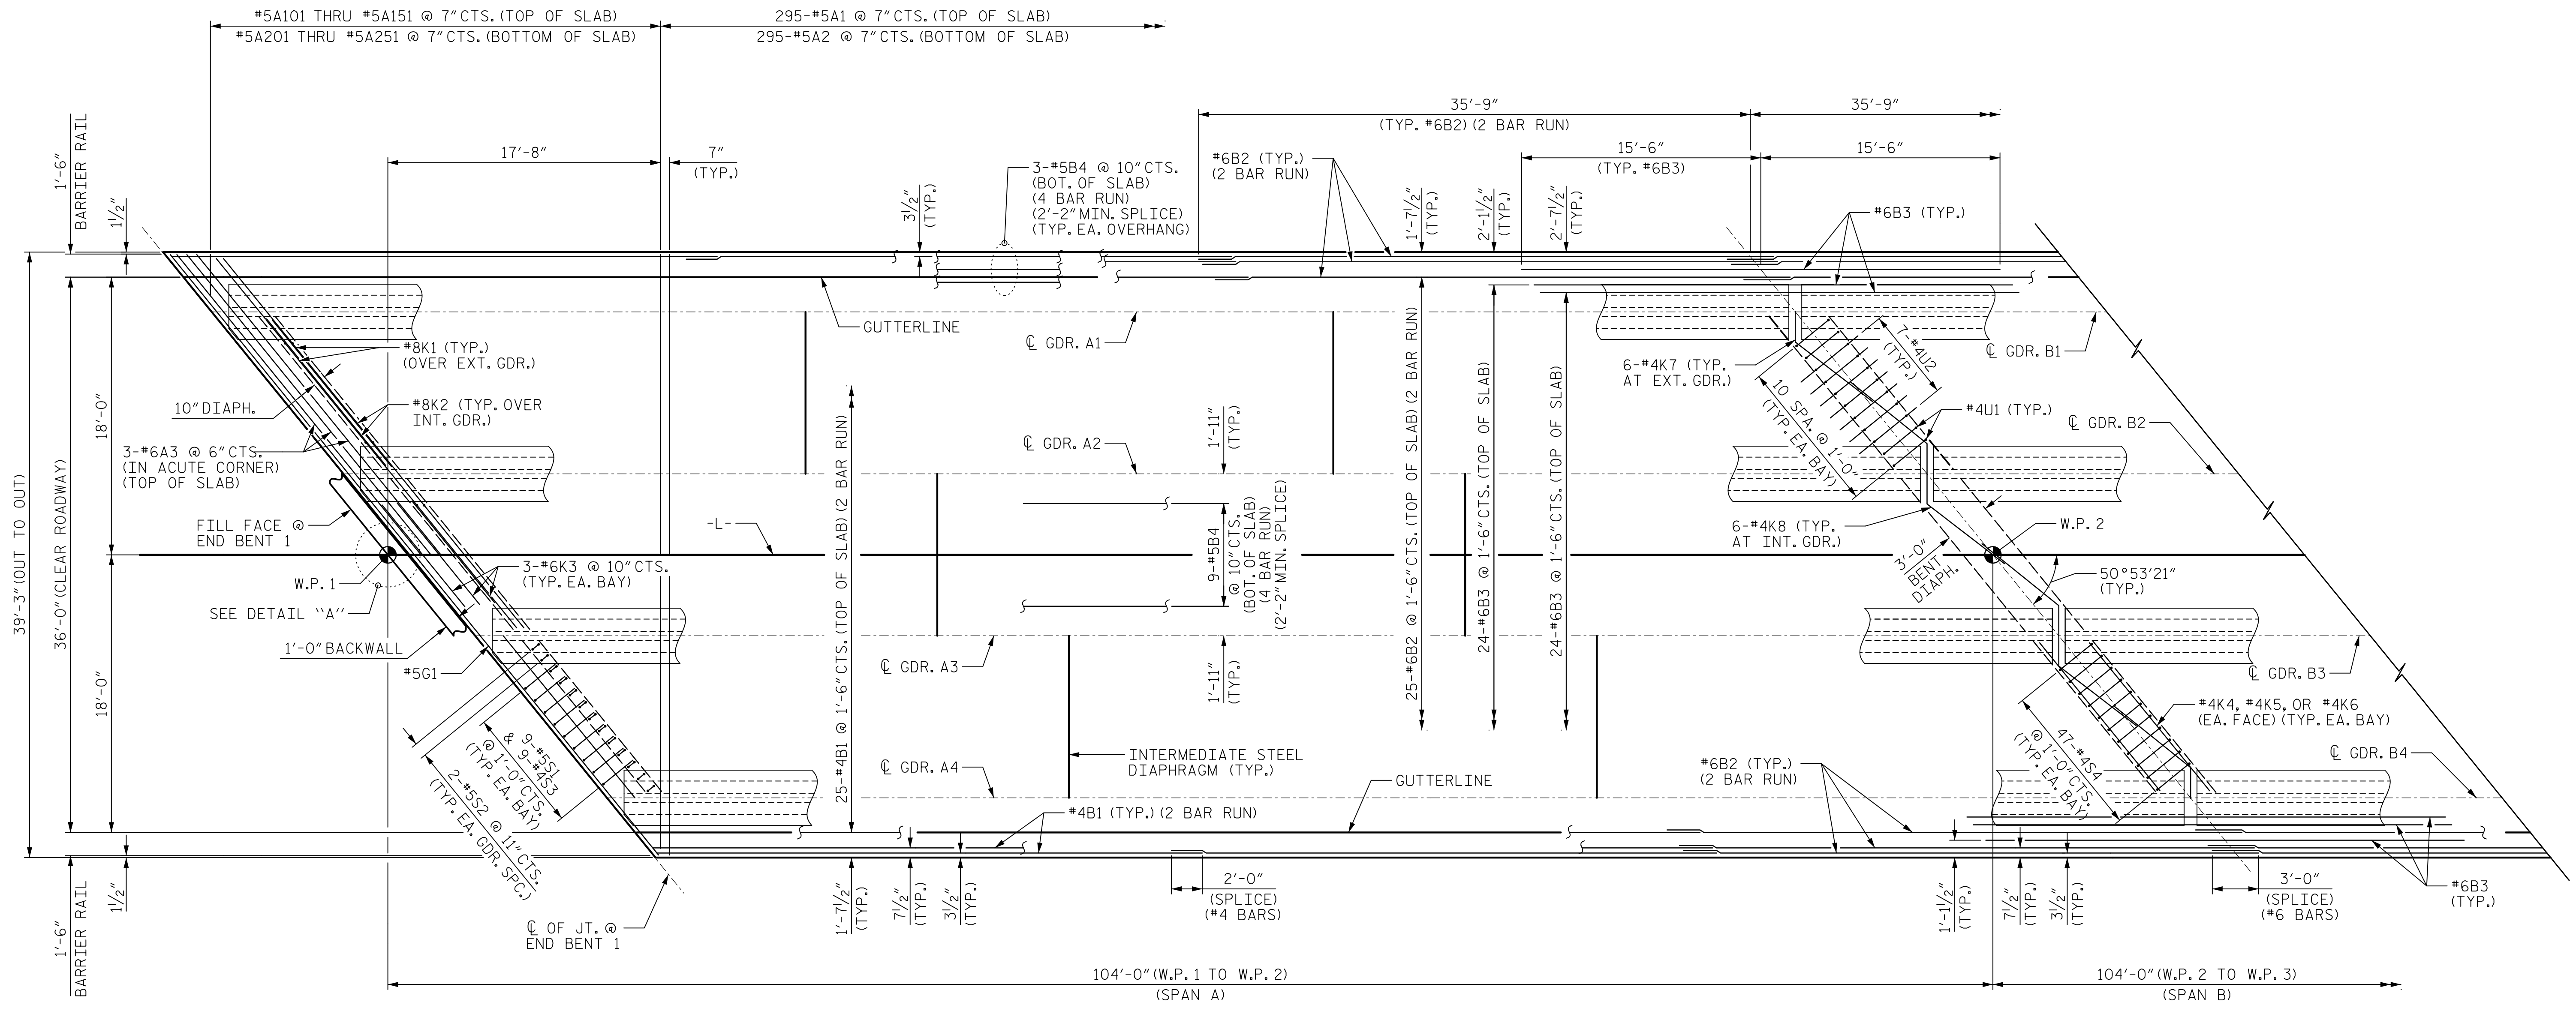 #5A101 THRU #5A151 @ 7" CTS. (TOP OF SLAB)
#5A201 THRU #5A251 @ 7" CTS. (BOTTOM OF SLAB)
295-#5A1 @ 7" CTS. (TOP OF SLAB)
295-#5A2 @ 7" CTS. (BOTTOM OF SLAB)
35'-9"
(TYP. #6B2) (2 BAR RUN)
35'-9"
1'-6"
BARRIER RAIL
1½"
17'-8"
7"
(TYP.)
3½"
(TYP.)
3-#5B4 @ 10" CTS.
(BOT. OF SLAB)
(4 BAR RUN)
(2'-2" MIN. SPLICE)
(TYP. EA. OVERHANG)
#6B2 (TYP.)
(2 BAR RUN)
1'-7½"
(TYP.)
2'-1½"
(TYP.)
2'-7½"
(TYP.)
15'-6"
(TYP. #6B3)
15'-6"
#6B3 (TYP.)
GUTTERLINE
℄ GDR. A1
℄ GDR. B1
#8K1 (TYP.)
(OVER EXT. GDR.)
10" DIAPH.
#8K2 (TYP. OVER
INT. GDR.)
3-#6A3 @ 6" CTS.
(IN ACUTE CORNER)
(TOP OF SLAB)
39'-3" (OUT TO OUT)
36'-0" (CLEAR ROADWAY)
18'-0"
18'-0"
6-#4K7 (TYP.
AT EXT. GDR.)
7-#4U2
(TYP.)
10 SPA. @ 1'-0"
(TYP. EA. BAY)
#4U1 (TYP.)
℄ GDR. A2
℄ GDR. B2
1'-11"
(TYP.)
FILL FACE @
END BENT 1
-L-
W.P. 1
SEE DETAIL "A"
3-#6K3 @ 10" CTS.
(TYP. EA. BAY)
1'-0" BACKWALL
#5G1
25-#4B1 @ 1'-6" CTS. (TOP OF SLAB) (2 BAR RUN)
9-#5B4
@ 10" CTS.
(BOT. OF SLAB)
(4 BAR RUN)
(2'-2" MIN. SPLICE)
25-#6B2 @ 1'-6" CTS. (TOP OF SLAB) (2 BAR RUN)
24-#6B3 @ 1'-6" CTS. (TOP OF SLAB)
24-#6B3 @ 1'-6" CTS. (TOP OF SLAB)
6-#4K8 (TYP.
AT INT. GDR.)
3'-0"
BENT
DIAPH.
W.P. 2
50°53'21"
(TYP.)
℄ GDR. A3
℄ GDR. B3
1'-11"
(TYP.)
9-#5S1
& 9-#4S3
@ 1'-0" CTS.
(TYP. EA. BAY)
2-#5S2 @ 11" CTS.
(TYP. EA. GDR. SPC.)
INTERMEDIATE STEEL
DIAPHRAGM (TYP.)
℄ GDR. A4
℄ GDR. B4
GUTTERLINE
#4B1 (TYP.) (2 BAR RUN)
#6B2 (TYP.)
(2 BAR RUN)
#4K4, #4K5, OR #4K6
(EA. FACE) (TYP. EA. BAY)
47-#4S4
@ 1'-0" CTS.
(TYP. EA. BAY)
1½"
1'-6"
BARRIER RAIL
℄ OF JT. @
END BENT 1
1'-7½"
(TYP.)
7½"
(TYP.)
3½"
(TYP.)
2'-0"
(SPLICE)
(#4 BARS)
1'-1½"
(TYP.)
7½"
(TYP.)
3½"
(TYP.)
3'-0"
(SPLICE)
(#6 BARS)
#6B3
(TYP.)
104'-0" (W.P. 1 TO W.P. 2)
(SPAN A)
104'-0" (W.P. 2 TO W.P. 3)
(SPAN B)